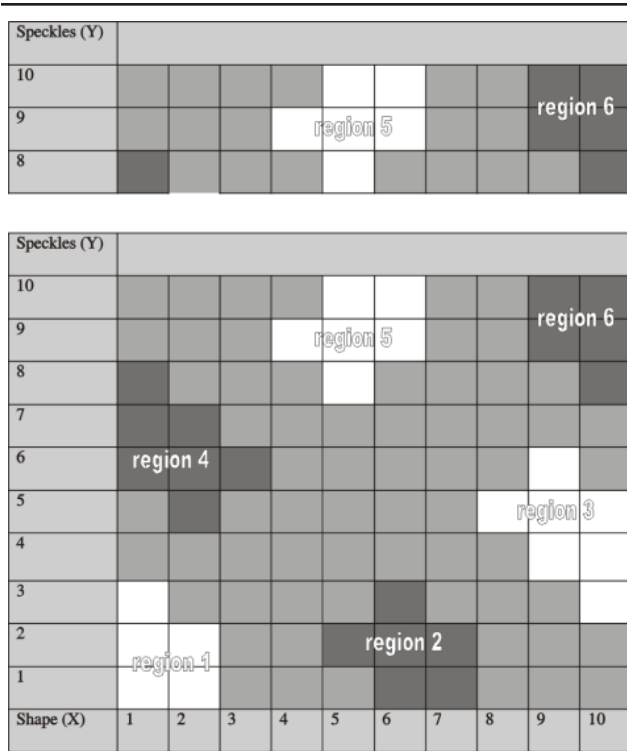 Speckles (Y)
10
region 6
9
region 5
8
Speckles (Y)
10
region 6
9
region 5
8
7
6
region 4
5
region 3
4
3
2
region 2
region 1
1
Shape (X) 1 2 3 4 5 6 7 8 9 10